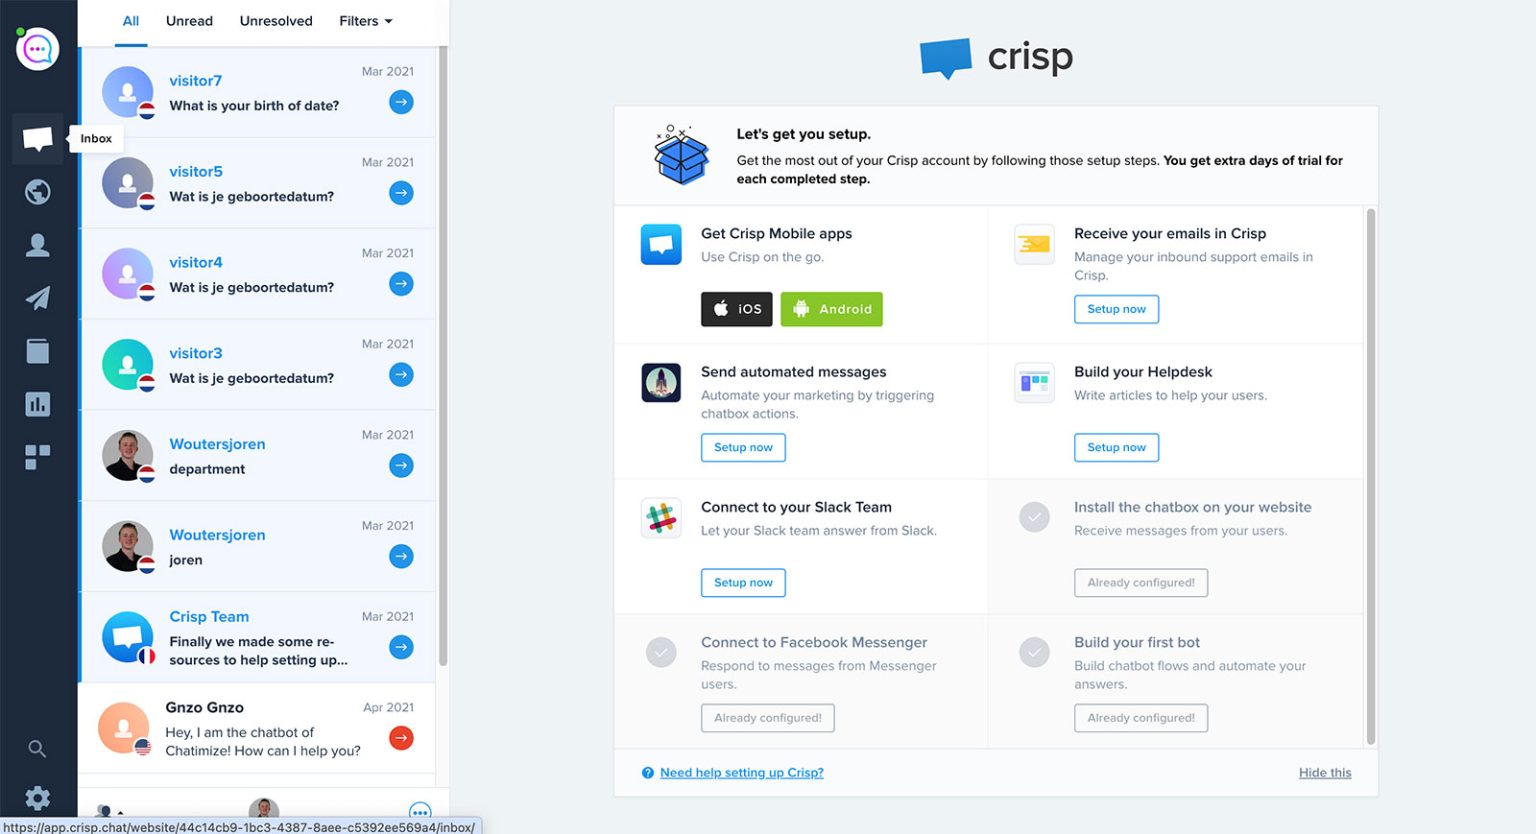 All
Unread
Unresolved
Filters
Inbox
visitor7
Mar 2021
What is your birth of date?
visitor5
Mar 2021
Wat is je geboortedatum?
visitor4
Mar 2021
Wat is je geboortedatum?
visitor3
Mar 2021
Wat is je geboortedatum?
Woutersjoren
Mar 2021
department
Woutersjoren
Mar 2021
joren
Crisp Team
Mar 2021
Finally we made some re-
sources to help setting up...
Gnzo Gnzo
Apr 2021
Hey, I am the chatbot of
Chatimize! How can I help you?
https://app.crisp.chat/website/44c14cb9-1bc3-4387-8aee-c5392ee569a4/inbox/
crisp
Let's get you setup.
Get the most out of your Crisp account by following those setup steps. You get extra days of trial for
each completed step.
Get Crisp Mobile apps
Use Crisp on the go.
iOS
Android
Receive your emails in Crisp
Manage your inbound support emails in
Crisp.
Setup now
Send automated messages
Automate your marketing by triggering
chatbox actions.
Setup now
Build your Helpdesk
Write articles to help your users.
Setup now
Connect to your Slack Team
Let your Slack team answer from Slack.
Setup now
Install the chatbox on your website
Receive messages from your users.
Already configured!
Connect to Facebook Messenger
Respond to messages from Messenger
users.
Already configured!
Build your first bot
Build chatbot flows and automate your
answers.
Already configured!
Need help setting up Crisp?
Hide this